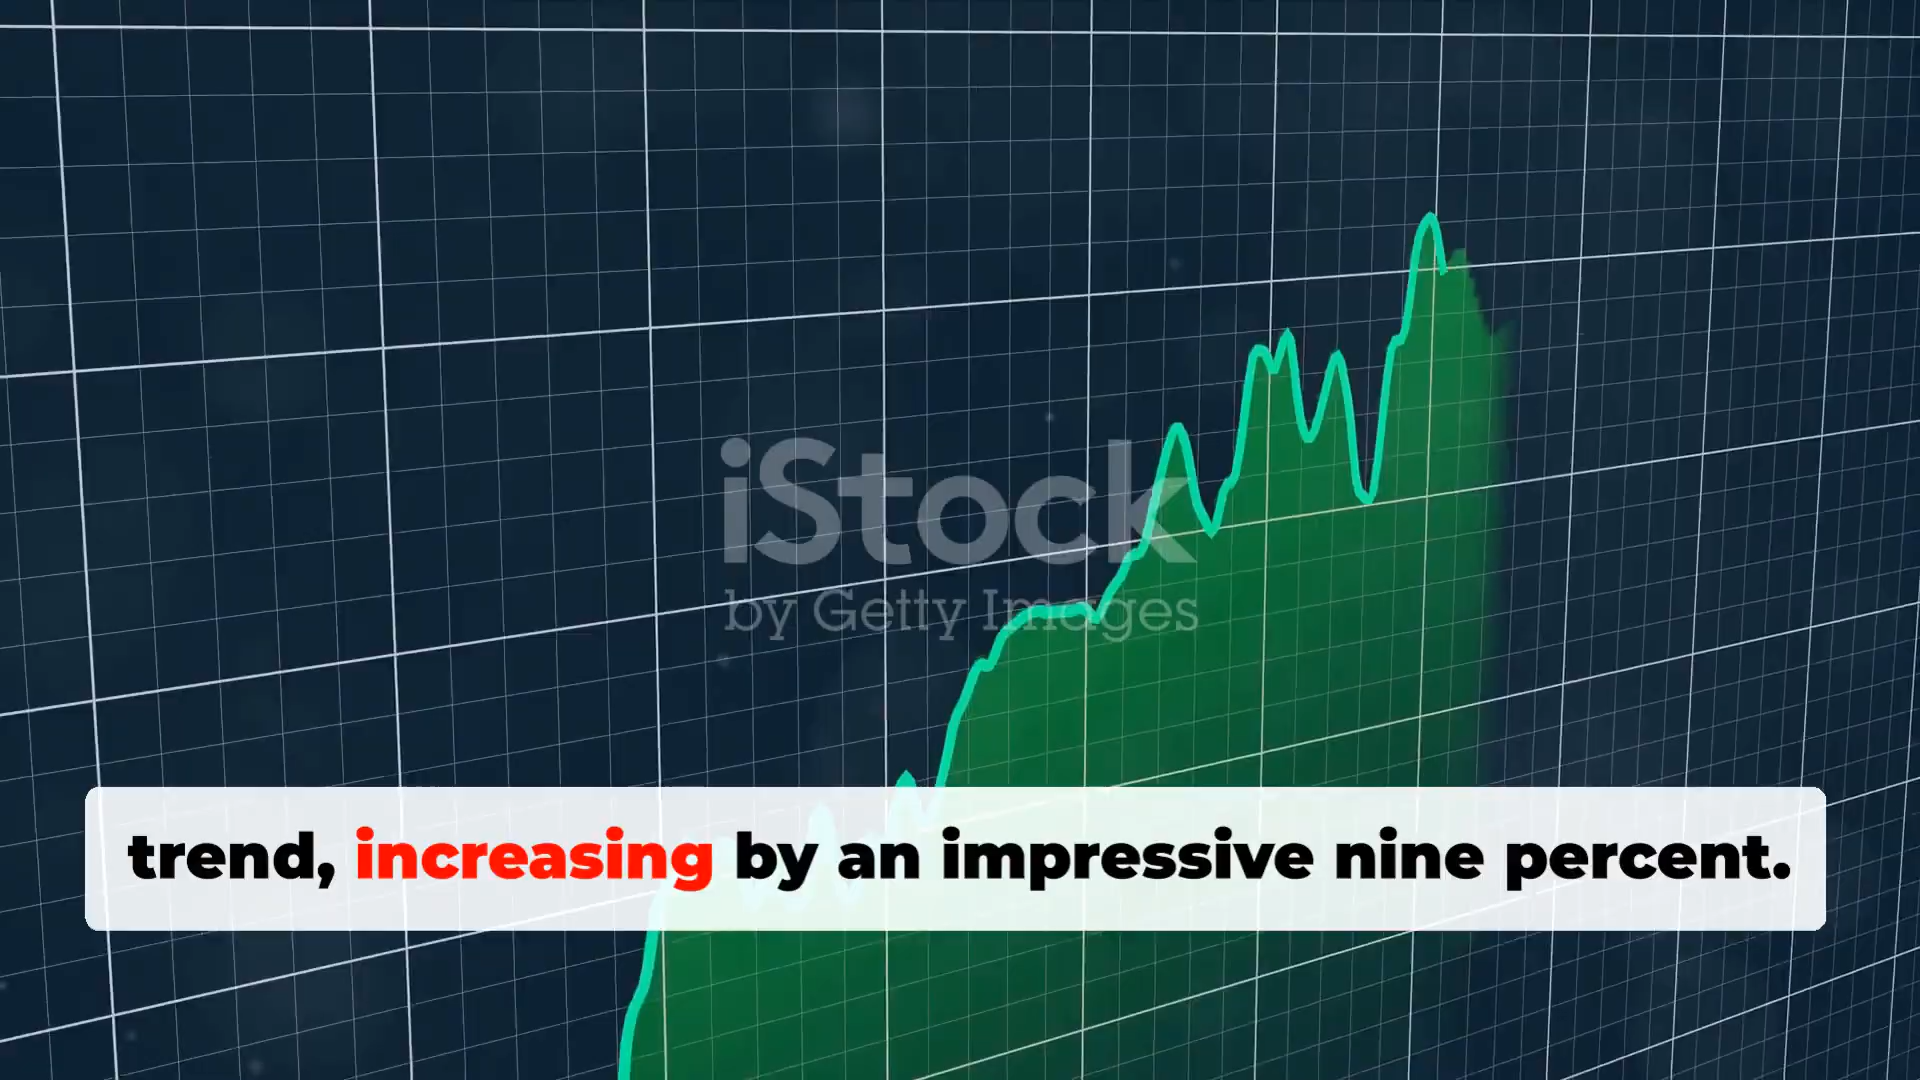 iStock
by Getty Images
trend, increasing by an impressive nine percent.